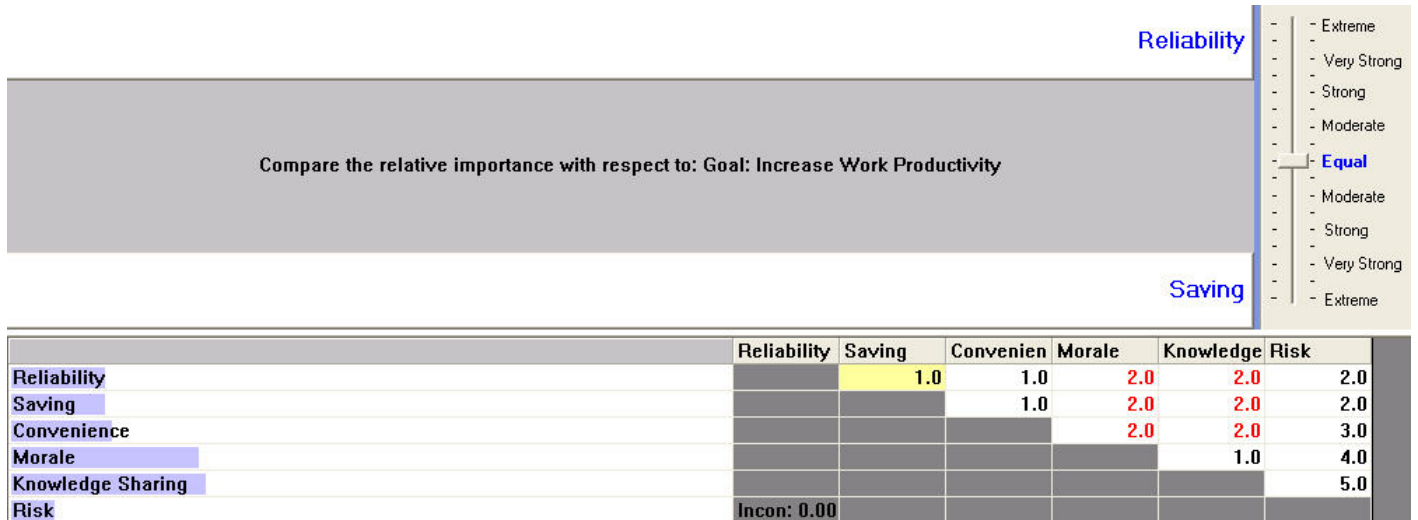 Reliability
Extreme
Very Strong
Strong
Moderate
Equal
Moderate
Strong
Very Strong
Extreme
Compare the relative importance with respect to: Goal: Increase Work Productivity
Saving
Reliability Saving Convenien Morale Knowledge Risk
Reliability 1.0 1.0 2.0 2.0 2.0
Saving 1.0 2.0 2.0 2.0
Convenience 2.0 2.0 3.0
Morale 1.0 4.0
Knowledge Sharing 5.0
Risk Incon: 0.00